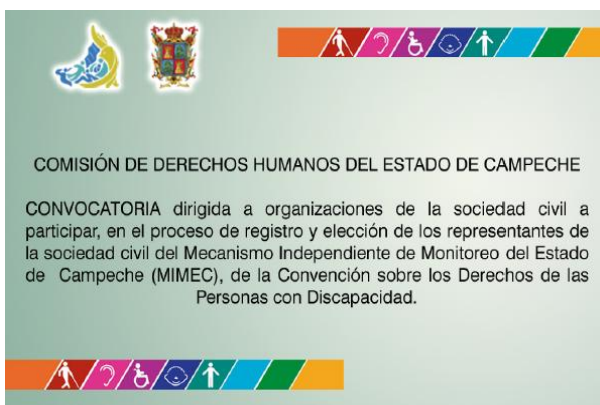 COMISIÓN DE DERECHOS HUMANOS DEL ESTADO DE CAMPECHE
CONVOCATORIA dirigida a organizaciones de la sociedad civil a
participar, en el proceso de registro y elección de los representantes de
la sociedad civil del Mecanismo Independiente de Monitoreo del Estado
de Campeche (MIMEC), de la Convención sobre los Derechos de las
Personas con Discapacidad.